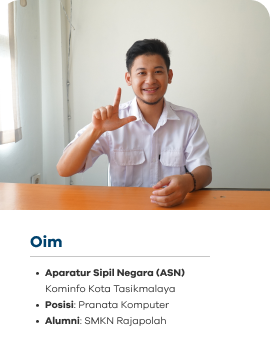 Oim
Aparatur Sipil Negara (ASN)
Kominfo Kota Tasikmalaya
Posisi: Pranata Komputer
Alumni: SMKN Rajapolah